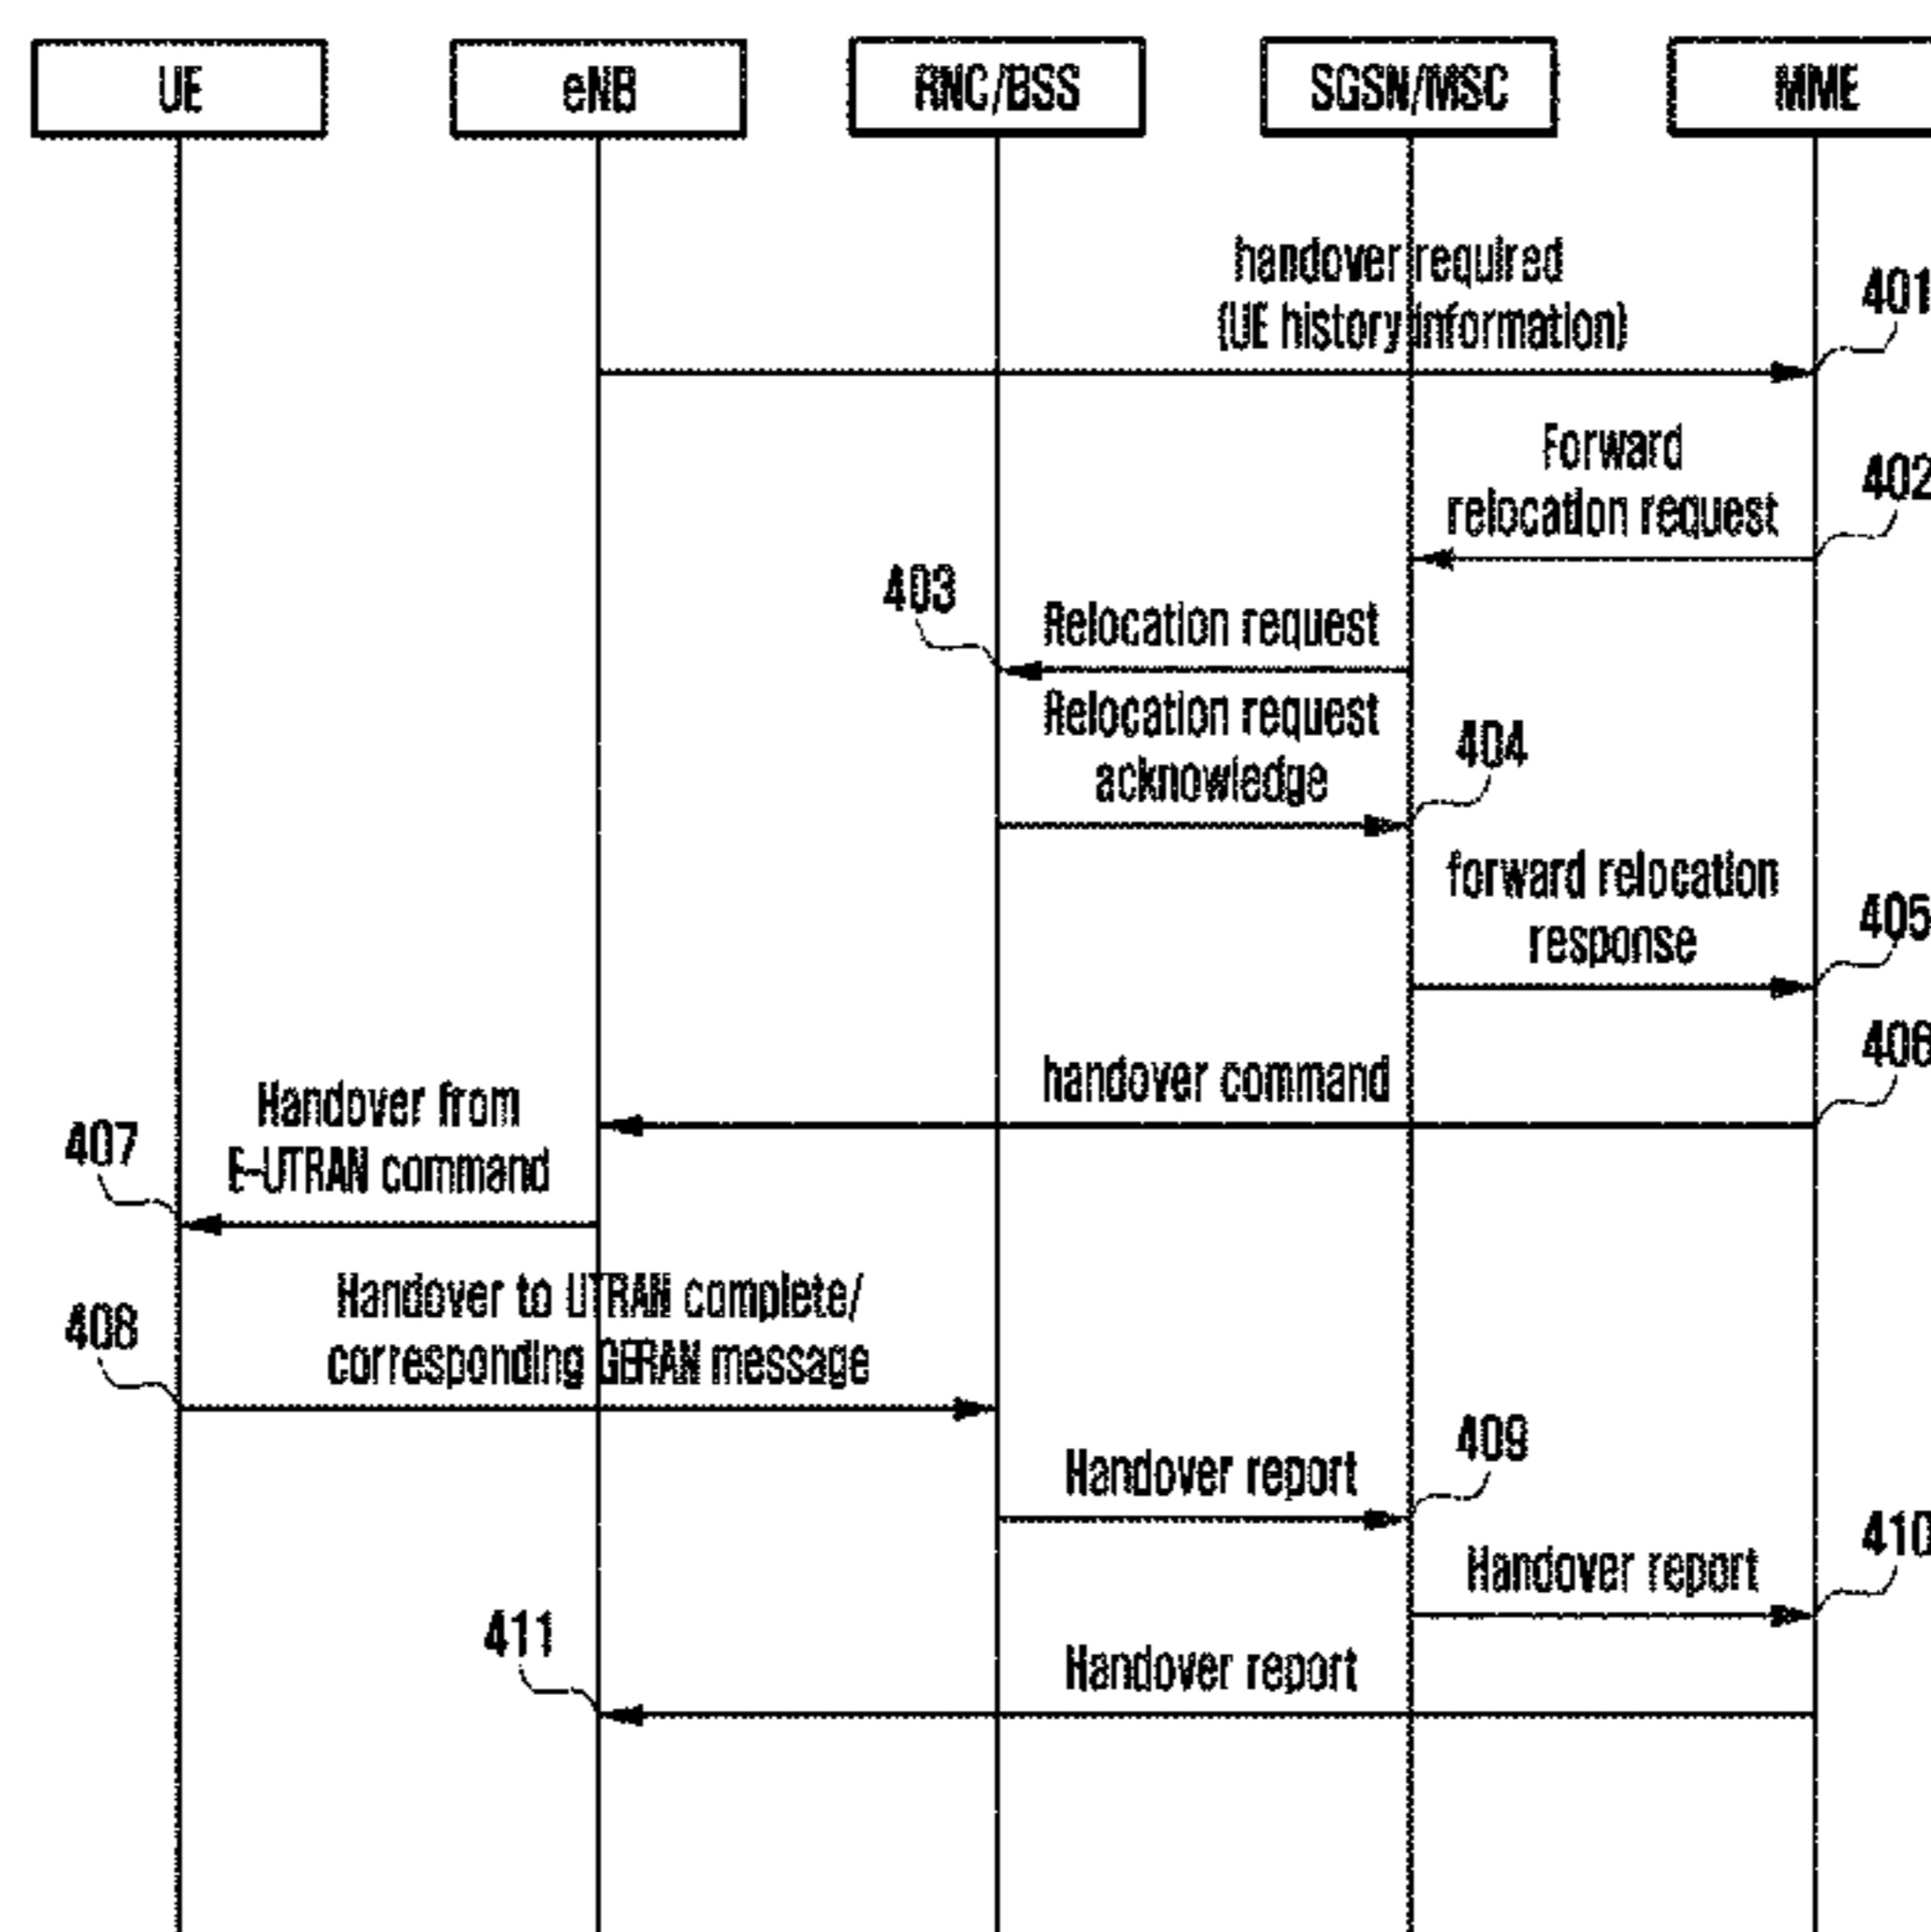 UE
eNB
RNC/BSS
SGSN/MSC
MME
handover required
(UE history information)
401
Forward
relocation request
402
403
Relocation request
Relocation request
acknowledge
404
forward relocation
response
405
406
handover command
Handover from
E-UTRAN command
407
Handover to UTRAN complete/
corresponding GERAN message
408
Handover report
409
Handover report
410
411
Handover report